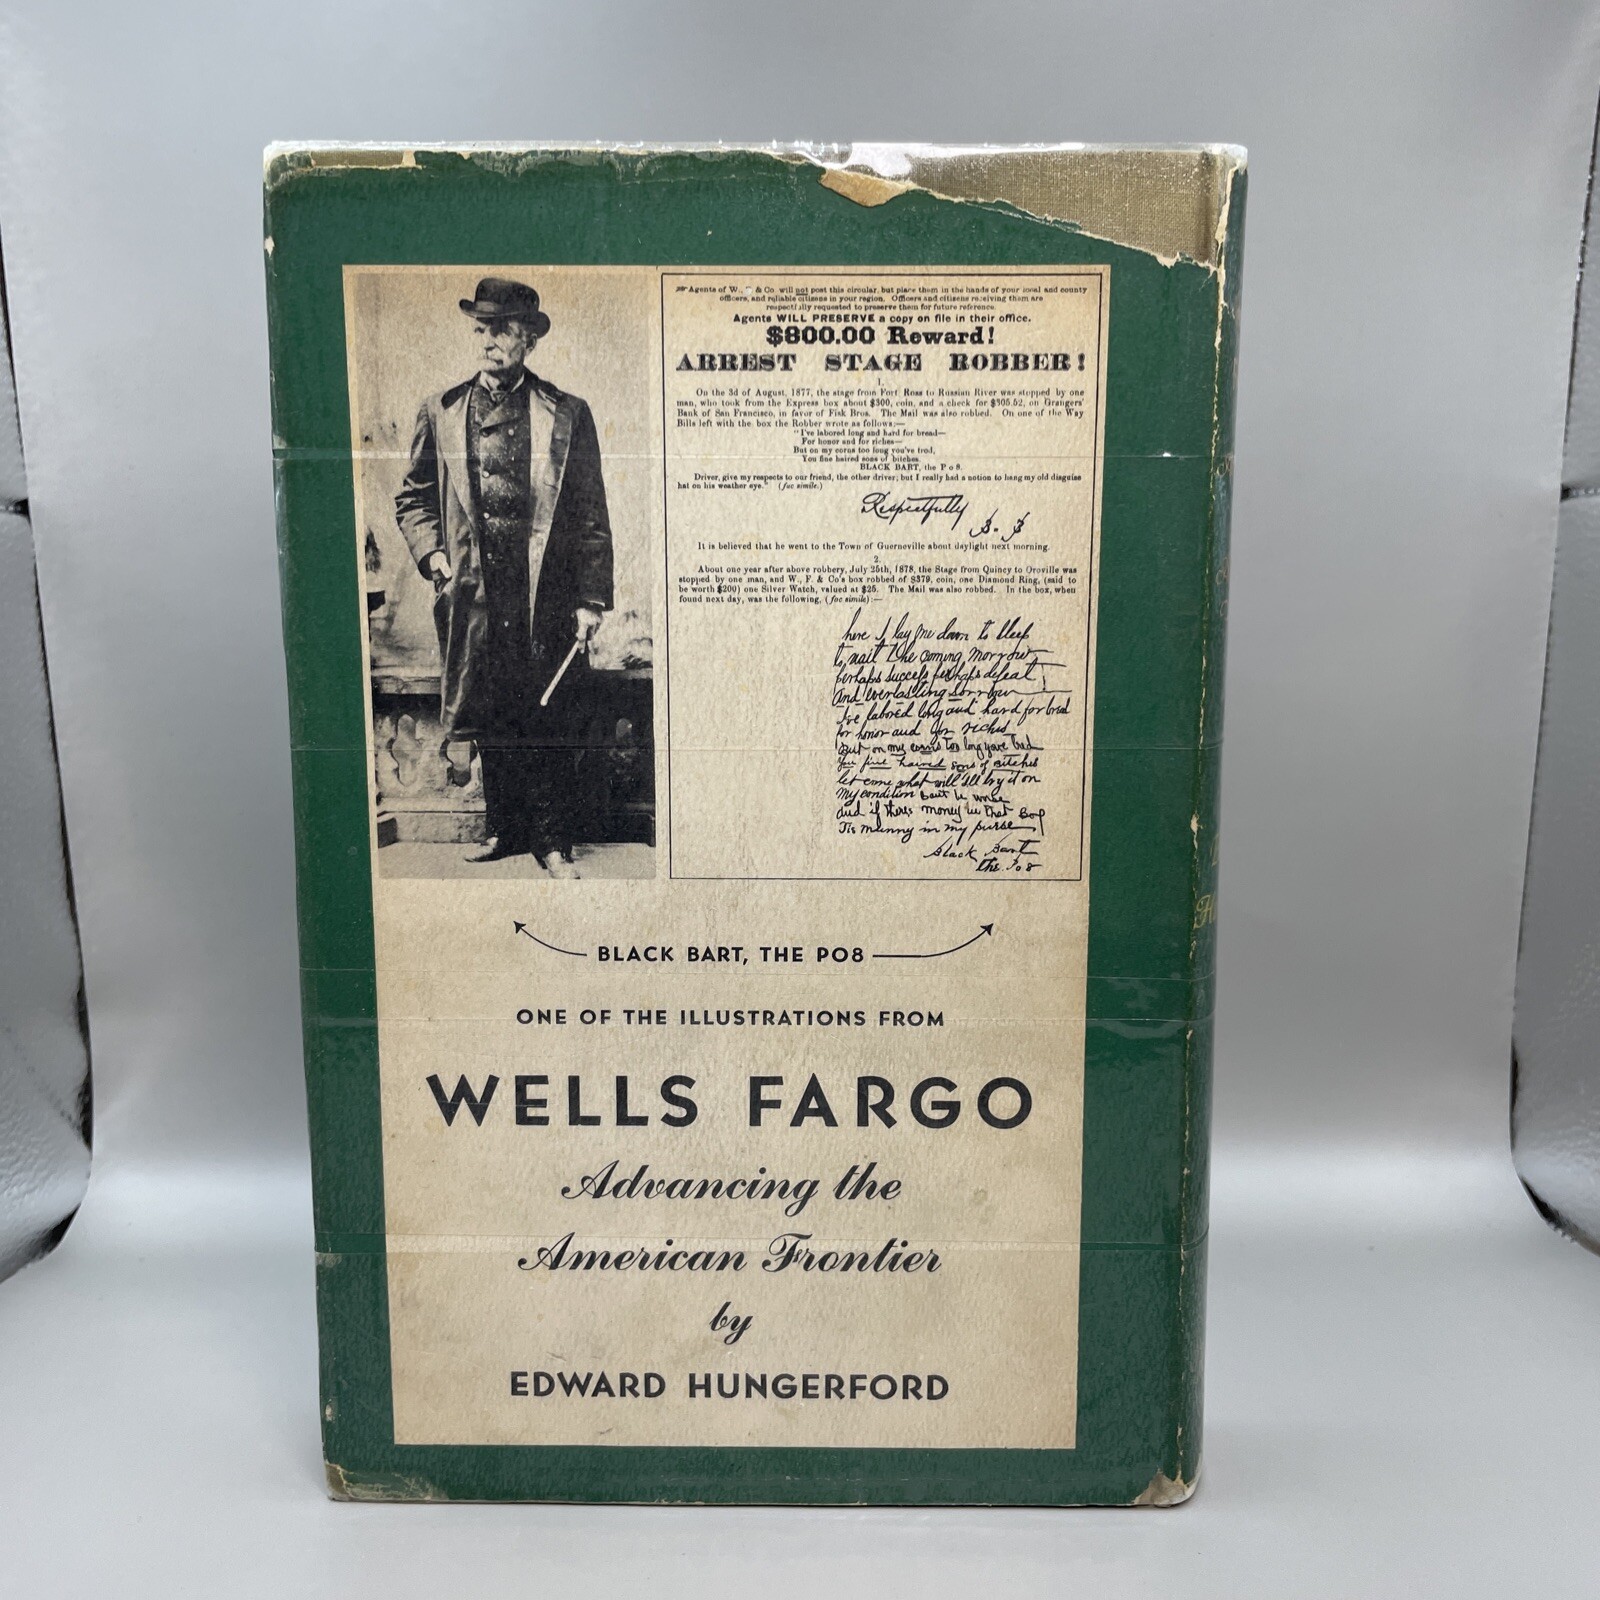 Agents of W., & Co will not post this circular, but place them in the hands of your local and county
officers, and reliable citizens in your region. Officers and citizens receiving them are
respectfully requested to preserve them for future reference.
Agents WILL PRESERVE a copy on file in their office.
$800.00 Reward!
ARREST STAGE ROBBER!
1.
On the 3d of August, 1877, the stage from Fort Ross to Russian River was stopped by one
man, who took from the Express box about $300, coin, and a check for $305.52, on Grangers'
Bank of San Francisco, in favor of Fisk Bros. The Mail was also robbed. On one of the Way
Bills left with the box the Robber wrote as follows:—
"I've labored long and hard for bread—
For honor and for riches—
But on my corns too long you've trod,
You fine haired sons of bitches.
BLACK BART, the Po8.
Driver, give my respects to our friend, the other driver; but I really had a notion to hang my old disguise
hat on his weather eye." (fac simile.)
Respectfully
B. B
It is believed that he went to the Town of Guerneville about daylight next morning.
2.
About one year after above robbery, July 25th, 1878, the Stage from Quincy to Oroville was
stopped by one man, and W., F. & Co's box robbed of $379, coin, one Diamond Ring, (said to
be worth $200) one Silver Watch, valued at $25. The Mail was also robbed. In the box, when
found next day, was the following, (fac simile):—
here I lay me down to sleep
to wait the coming morrow
perhaps success perhaps defeat
And everlasting sorrow
I've labored long and hard for bred
for honor and for riches
But on my corns too long yove tred
You fine haired sons of Bitches
let come what will I'll try it on
My condition cant be worse
and if theres money in that Box
Tis munny in my purse
Black Bart
the Po8
BLACK BART, THE PO8
ONE OF THE ILLUSTRATIONS FROM
WELLS FARGO
Advancing the
American Frontier
by
EDWARD HUNGERFORD